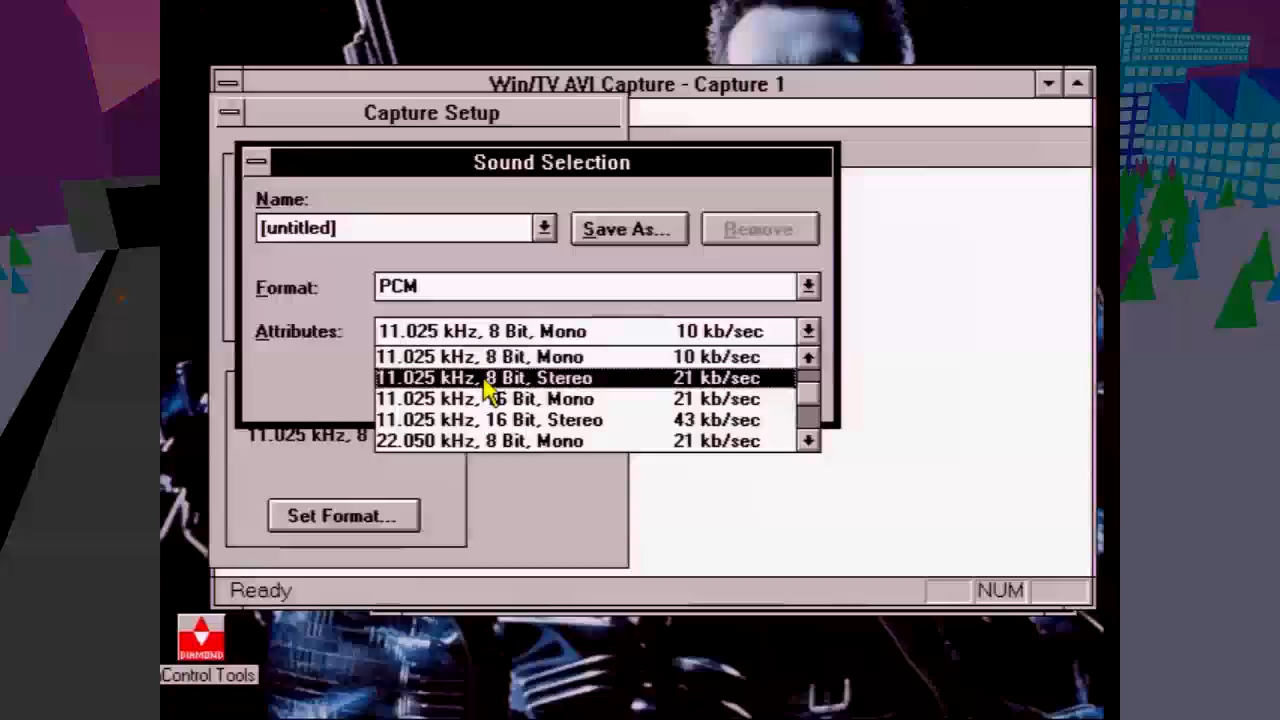 Win/TV AVI Capture - Capture 1
Capture Setup
Sound Selection
Name:
[untitled]
Save As...
Remove
Format:
PCM
Attributes:
11.025 kHz, 8 Bit, Mono 10 kb/sec
11.025 kHz, 8 Bit, Mono 10 kb/sec
11.025 kHz, 8 Bit, Stereo 21 kb/sec
11.025 kHz, 16 Bit, Mono 21 kb/sec
11.025 kHz, 16 Bit, Stereo 43 kb/sec
22.050 kHz, 8 Bit, Mono 21 kb/sec
11.025 kHz, 8
Set Format...
Ready
NUM
DIAMOND
Control Tools